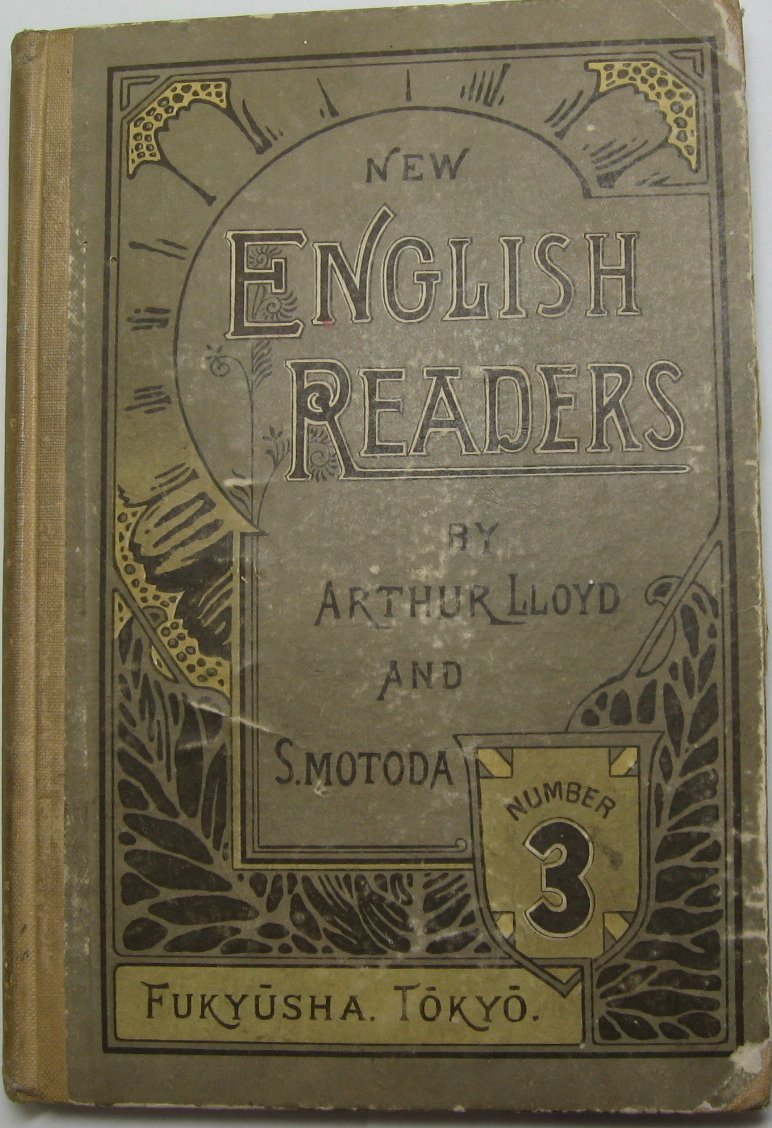 NEW
ENGLISH
READERS
BY
ARTHUR LLOYD
AND
S. MOTODA
NUMBER
3
FUKYŪSHA. TŌKYŌ.